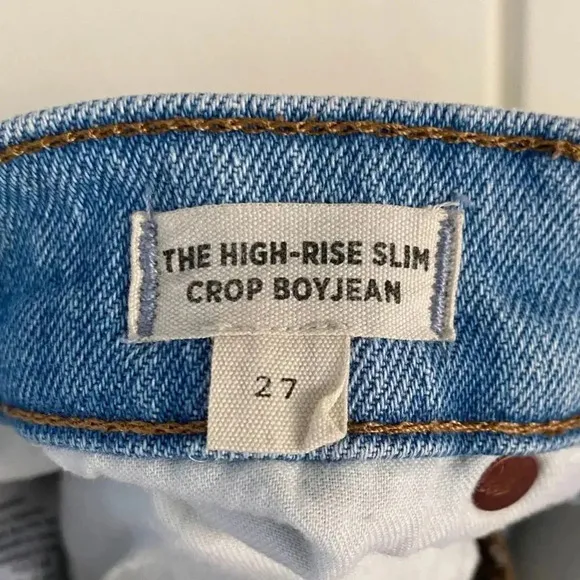 THE HIGH-RISE SLIM
CROP BOYJEAN
27